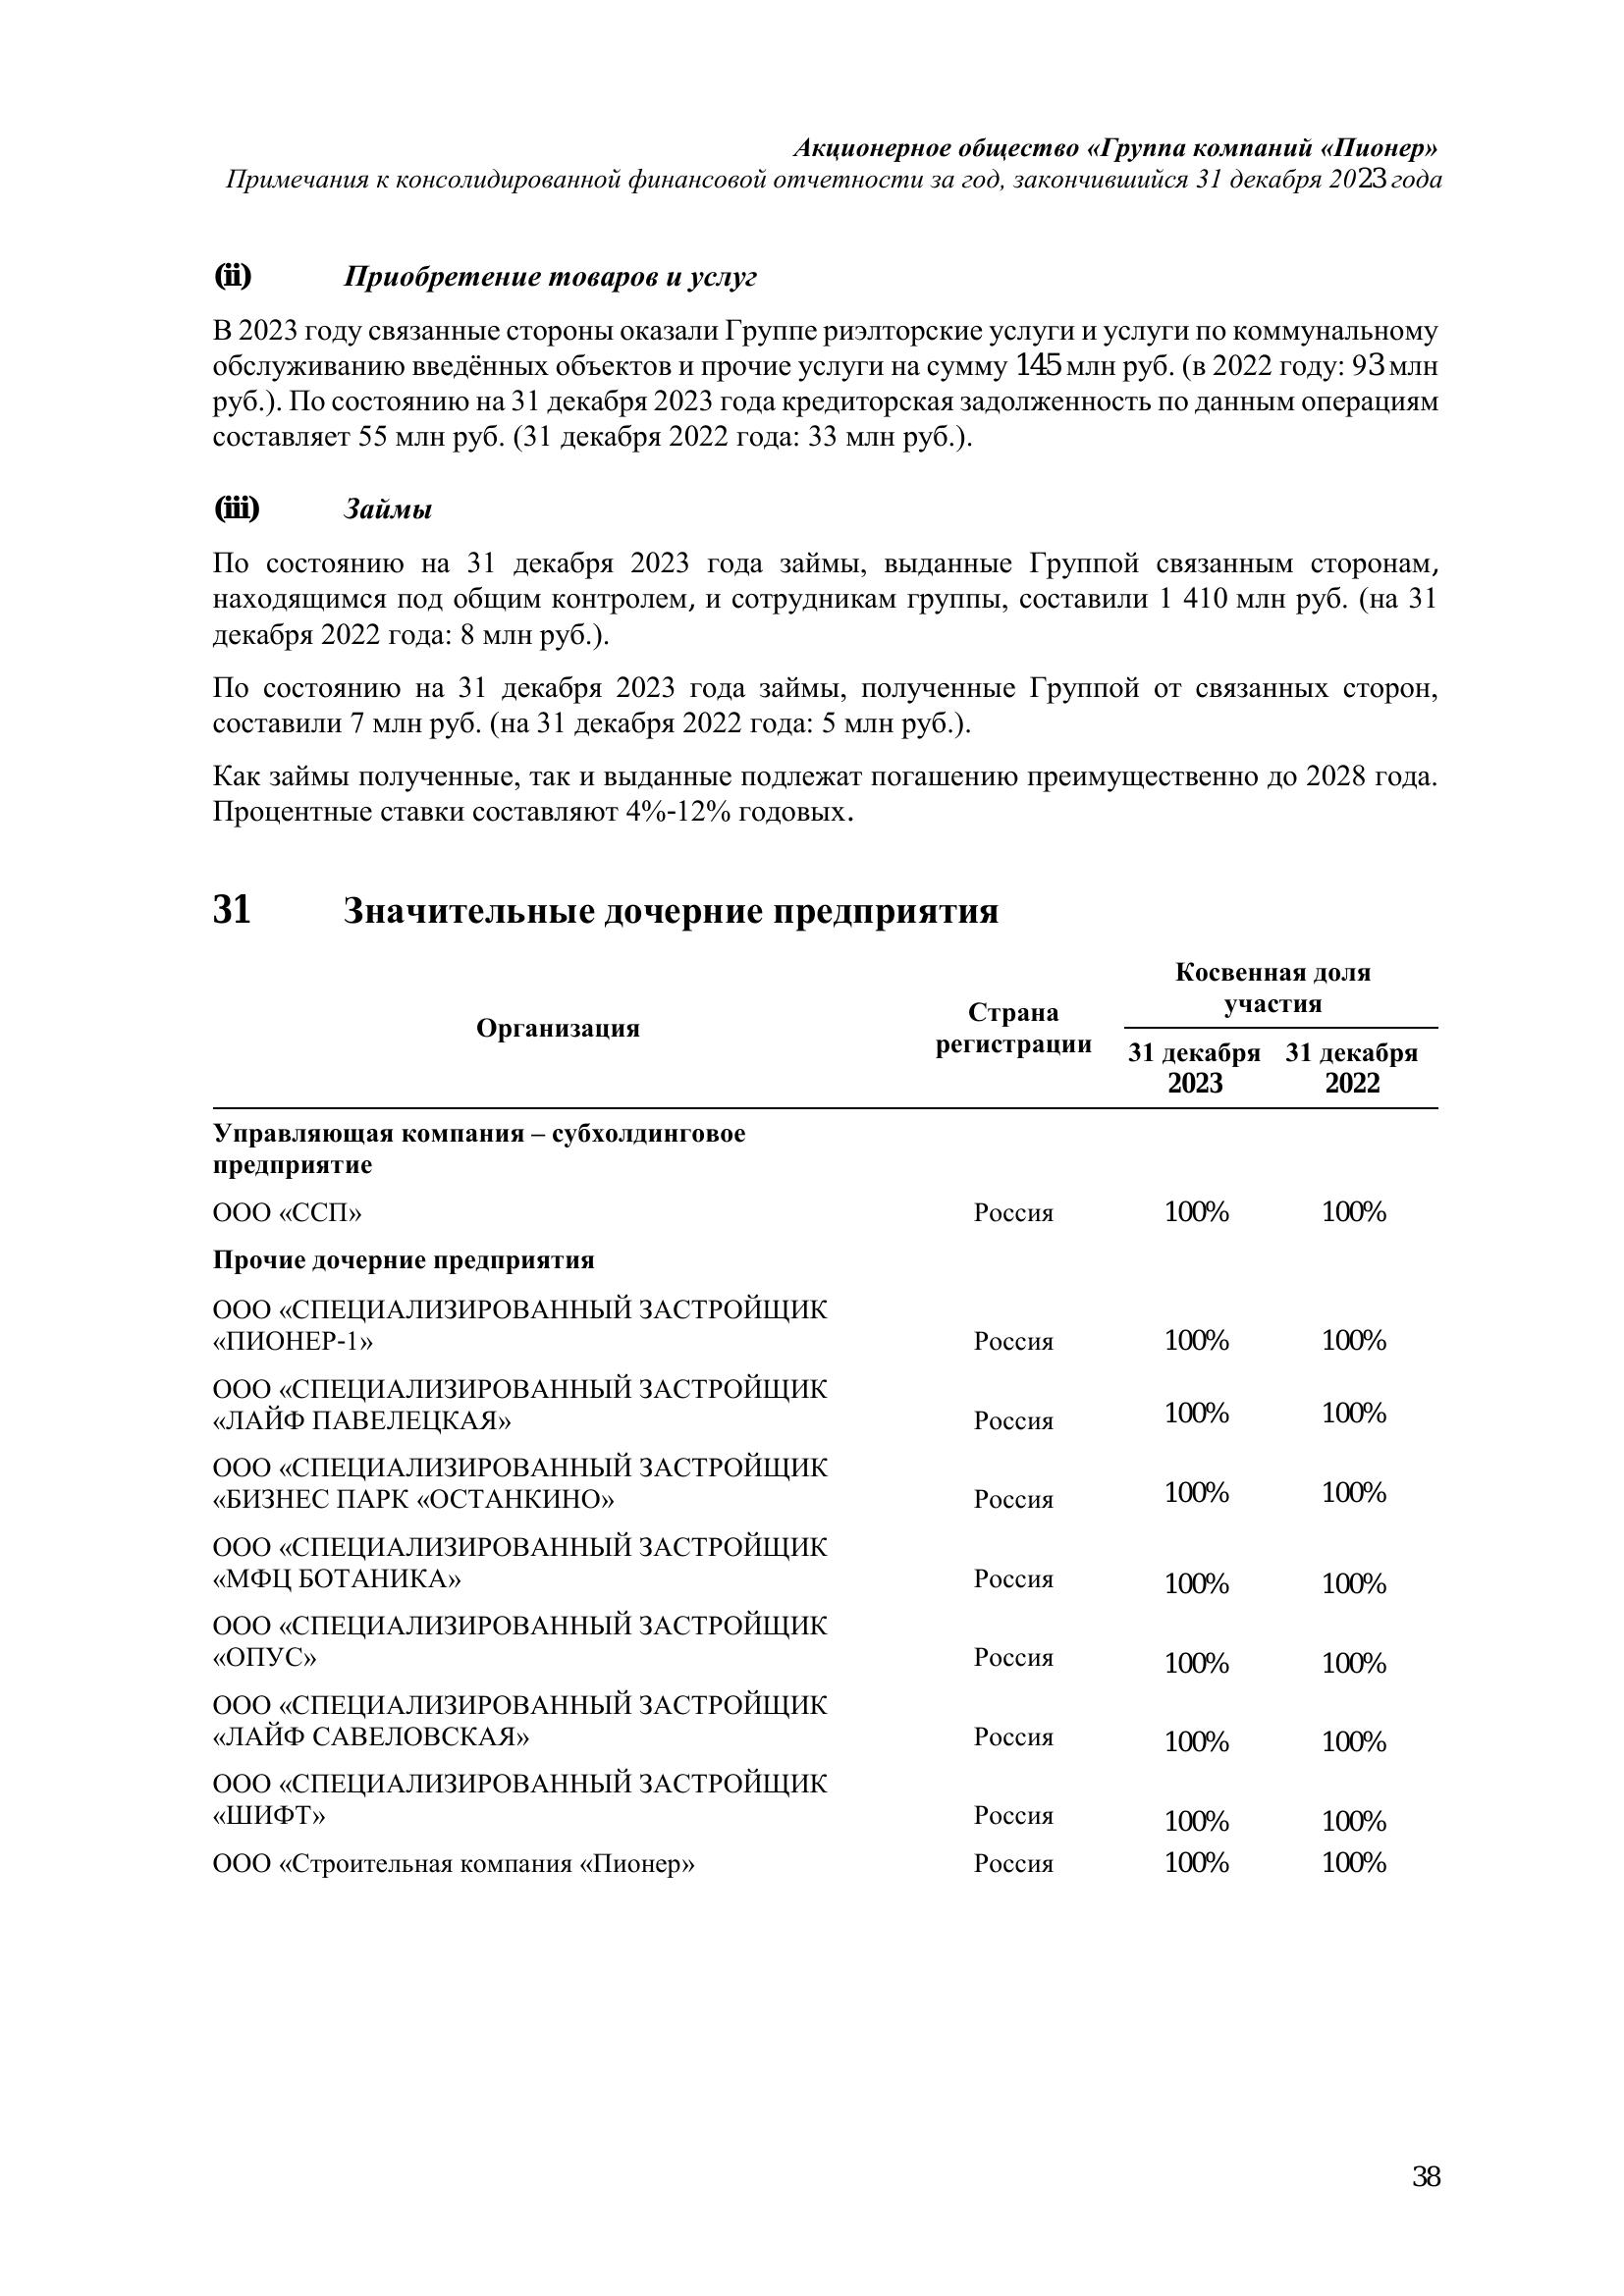 Акционерное общество «Группа компаний «Пионер»
Примечания к консолидированной финансовой отчетности за год, закончившийся 31 декабря 2023 года
(ii) Приобретение товаров и услуг
В 2023 году связанные стороны оказали Группе риэлторские услуги и услуги по коммунальному
обслуживанию введённых объектов и прочие услуги на сумму 145 млн руб. (в 2022 году: 93 млн
руб.). По состоянию на 31 декабря 2023 года кредиторская задолженность по данным операциям
составляет 55 млн руб. (31 декабря 2022 года: 33 млн руб.).
(iii) Займы
По состоянию на 31 декабря 2023 года займы, выданные Группой связанным сторонам,
находящимся под общим контролем, и сотрудникам группы, составили 1 410 млн руб. (на 31
декабря 2022 года: 8 млн руб.).
По состоянию на 31 декабря 2023 года займы, полученные Группой от связанных сторон,
составили 7 млн руб. (на 31 декабря 2022 года: 5 млн руб.).
Как займы полученные, так и выданные подлежат погашению преимущественно до 2028 года.
Процентные ставки составляют 4%-12% годовых.
31 Значительные дочерние предприятия
Косвенная доля
участия
Организация
Страна
регистрации
31 декабря 31 декабря
2023 2022
Управляющая компания – субхолдинговое
предприятие
ООО «ССП» Россия 100% 100%
Прочие дочерние предприятия
ООО «СПЕЦИАЛИЗИРОВАННЫЙ ЗАСТРОЙЩИК
«ПИОНЕР-1» Россия 100% 100%
ООО «СПЕЦИАЛИЗИРОВАННЫЙ ЗАСТРОЙЩИК
«ЛАЙФ ПАВЕЛЕЦКАЯ» Россия 100% 100%
ООО «СПЕЦИАЛИЗИРОВАННЫЙ ЗАСТРОЙЩИК
«БИЗНЕС ПАРК «ОСТАНКИНО» Россия 100% 100%
ООО «СПЕЦИАЛИЗИРОВАННЫЙ ЗАСТРОЙЩИК
«МФЦ БОТАНИКА» Россия 100% 100%
ООО «СПЕЦИАЛИЗИРОВАННЫЙ ЗАСТРОЙЩИК
«ОПУС» Россия 100% 100%
ООО «СПЕЦИАЛИЗИРОВАННЫЙ ЗАСТРОЙЩИК
«ЛАЙФ САВЕЛОВСКАЯ» Россия 100% 100%
ООО «СПЕЦИАЛИЗИРОВАННЫЙ ЗАСТРОЙЩИК
«ШИФТ» Россия 100% 100%
ООО «Строительная компания «Пионер» Россия 100% 100%
38